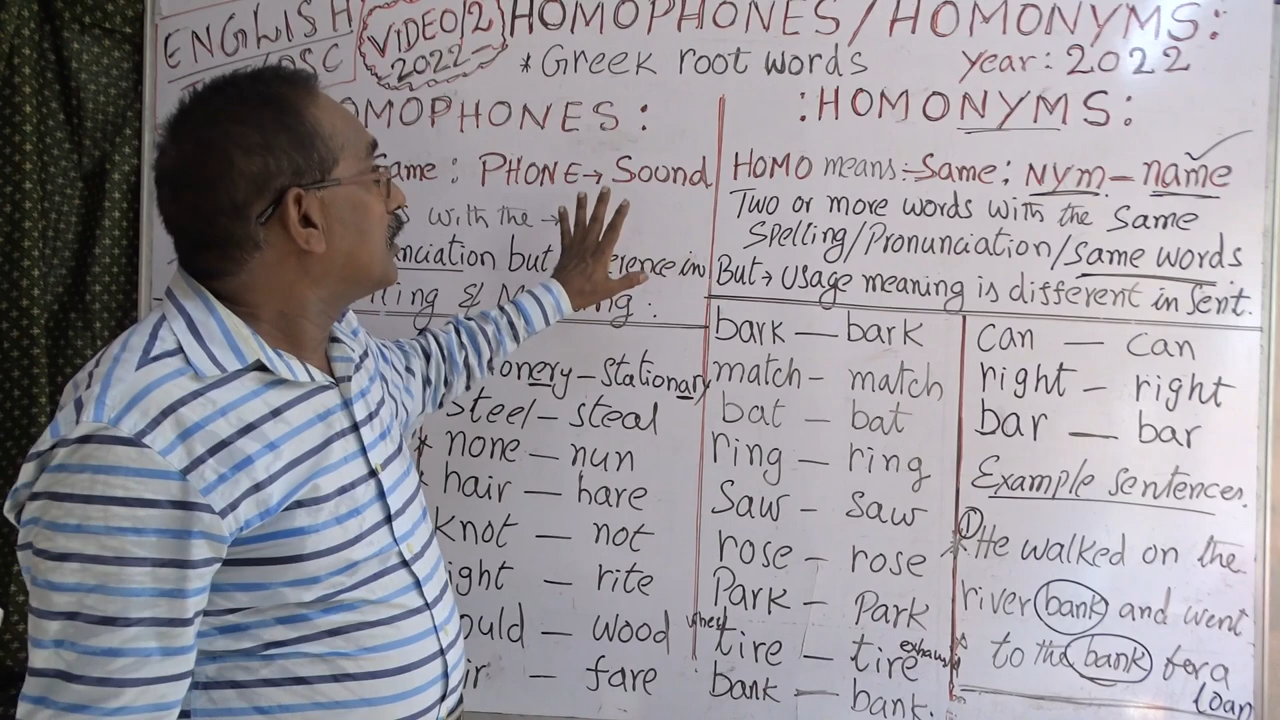 ENGLISH
VIDEO/2
2022
HOMOPHONES/HOMONYMS:
*Greek root words
year: 2022
OMOPHONES:
ame: PHONE→Sound
with the →
nciation but erence in
ling & M ing:
onery – stationary
steel – steal
* none – nun
* hair – hare
knot – not
ight – rite
ould – wood
ir – fare
:HOMONYMS:
HOMO means:-Same; NYM – name
Two or more words with the same
Spelling/Pronunciation/same words
But→ Usage meaning is different in sent.
bark – bark
match – match
bat – bat
ring – ring
Saw – Saw
rose – rose
Park – Park
tire – tire
bank – bank.
can – can
right – right
bar – bar
Example sentences.
① He walked on the
river bank and went
to the bank for a
loan